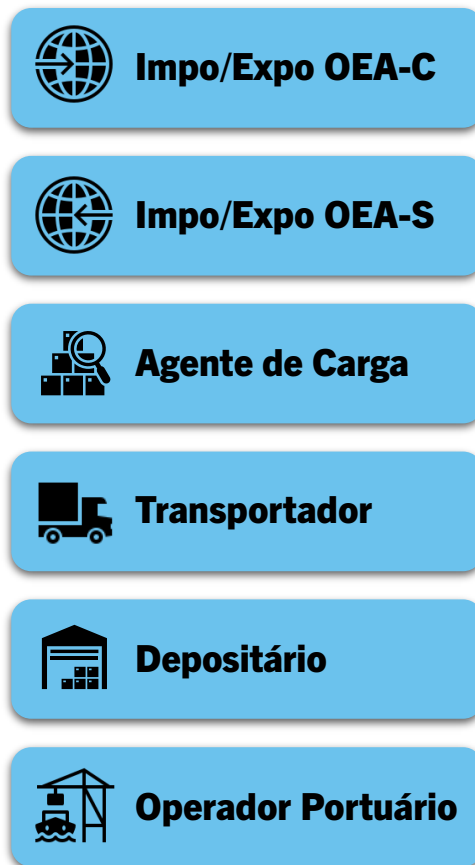 Impo/Expo OEA-C
Impo/Expo OEA-S
Agente de Carga
Transportador
Depositário
Operador Portuário